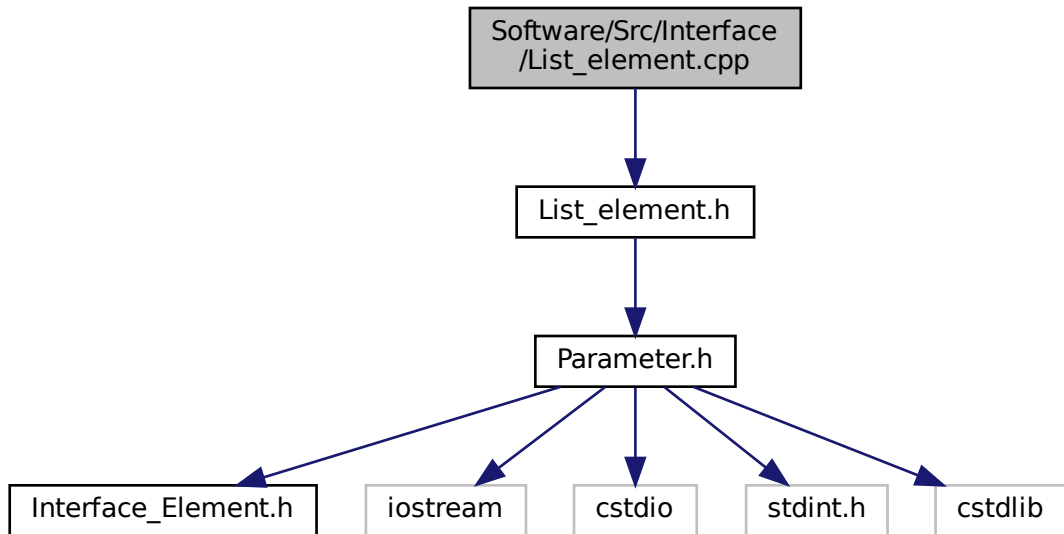 Software/Src/Interface
/List_element.cpp
List_element.h
Parameter.h
Interface_Element.h
iostream
cstdio
stdint.h
cstdlib